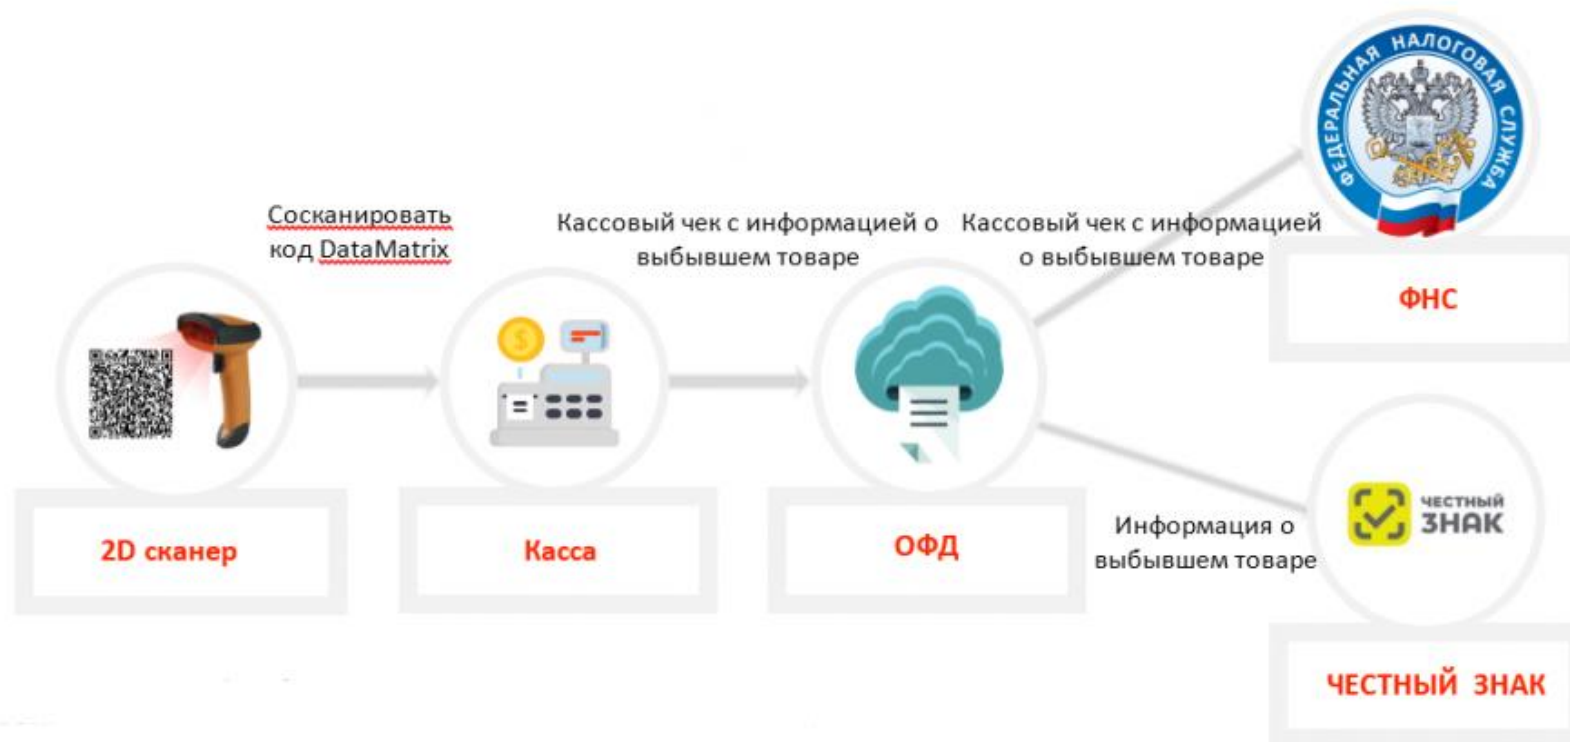 ФЕДЕРАЛЬНАЯ НАЛОГОВАЯ СЛУЖБА
Сосканировать
код DataMatrix
Кассовый чек с информацией о
выбывшем товаре
Кассовый чек с информацией
о выбывшем товаре
ФНС
2D сканер
Касса
ОФД
Информация о
выбывшем товаре
ЧЕСТНЫЙ
ЗНАК
ЧЕСТНЫЙ ЗНАК